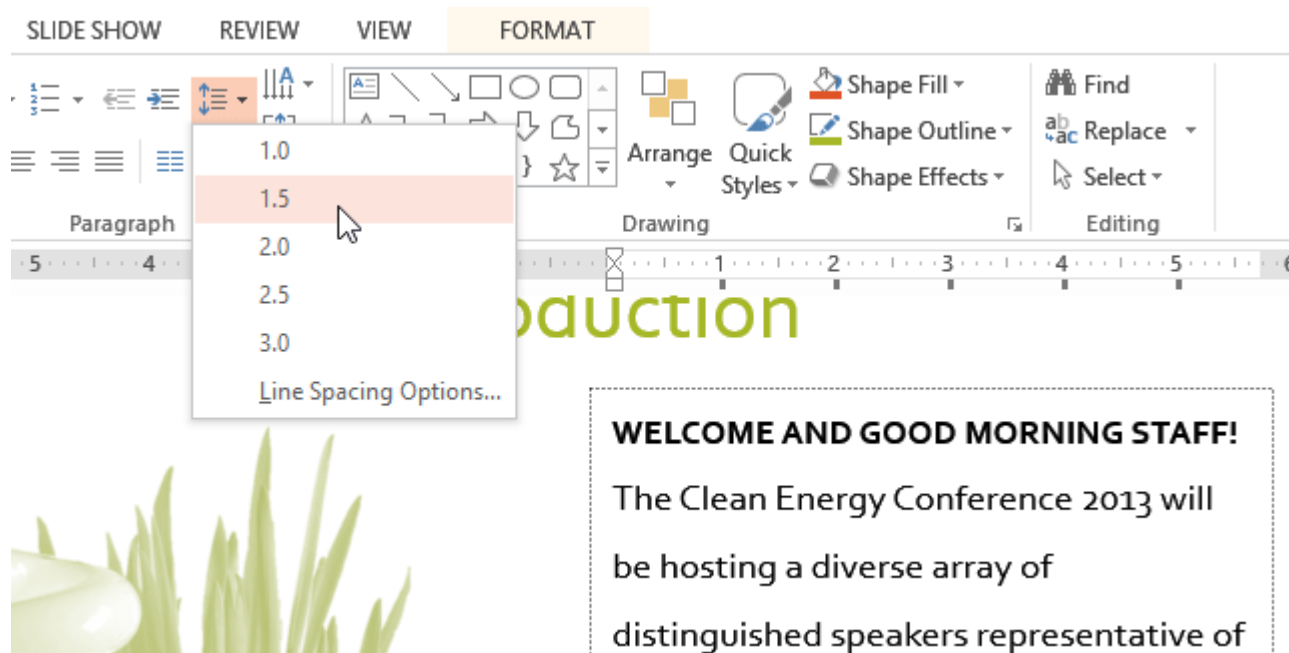 SLIDE SHOW REVIEW VIEW FORMAT
Shape Fill Find
Shape Outline Replace
Arrange Quick Styles Shape Effects Select
Paragraph Drawing Editing
1.0
1.5
2.0
2.5
3.0
Line Spacing Options...
5 4 1 2 3 4 5 6
oduction
WELCOME AND GOOD MORNING STAFF!
The Clean Energy Conference 2013 will
be hosting a diverse array of
distinguished speakers representative of